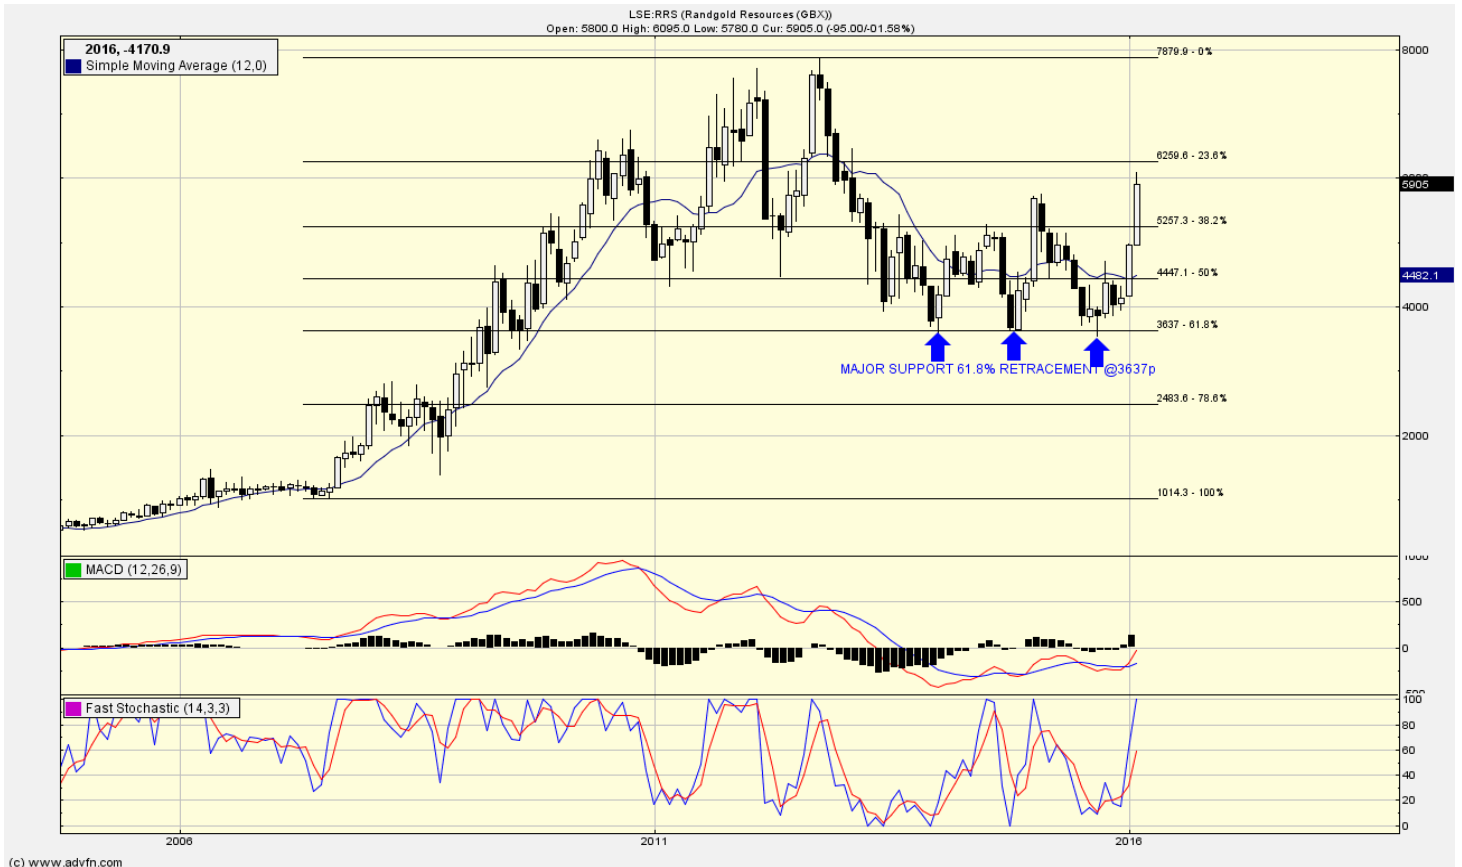 LSE:RRS (Randgold Resources (GBX))
Open: 5800.0 High: 6095.0 Low: 5780.0 Cur: 5905.0 (-95.00/-01.58%)
2016, -4170.9
Simple Moving Average (12,0)
7879.9 - 0%
8000
6259.6 - 23.6%
5905
5257.3 - 38.2%
4447.1 - 50%
4482.1
4000
3637 - 61.8%
MAJOR SUPPORT 61.8% RETRACEMENT @3637p
2483.6 - 78.6%
2000
1014.3 - 100%
MACD (12,26,9)
1000
500
0
-500
Fast Stochastic (14,3,3)
100
80
60
40
20
0
2006
2011
2016
(c) www.advfn.com